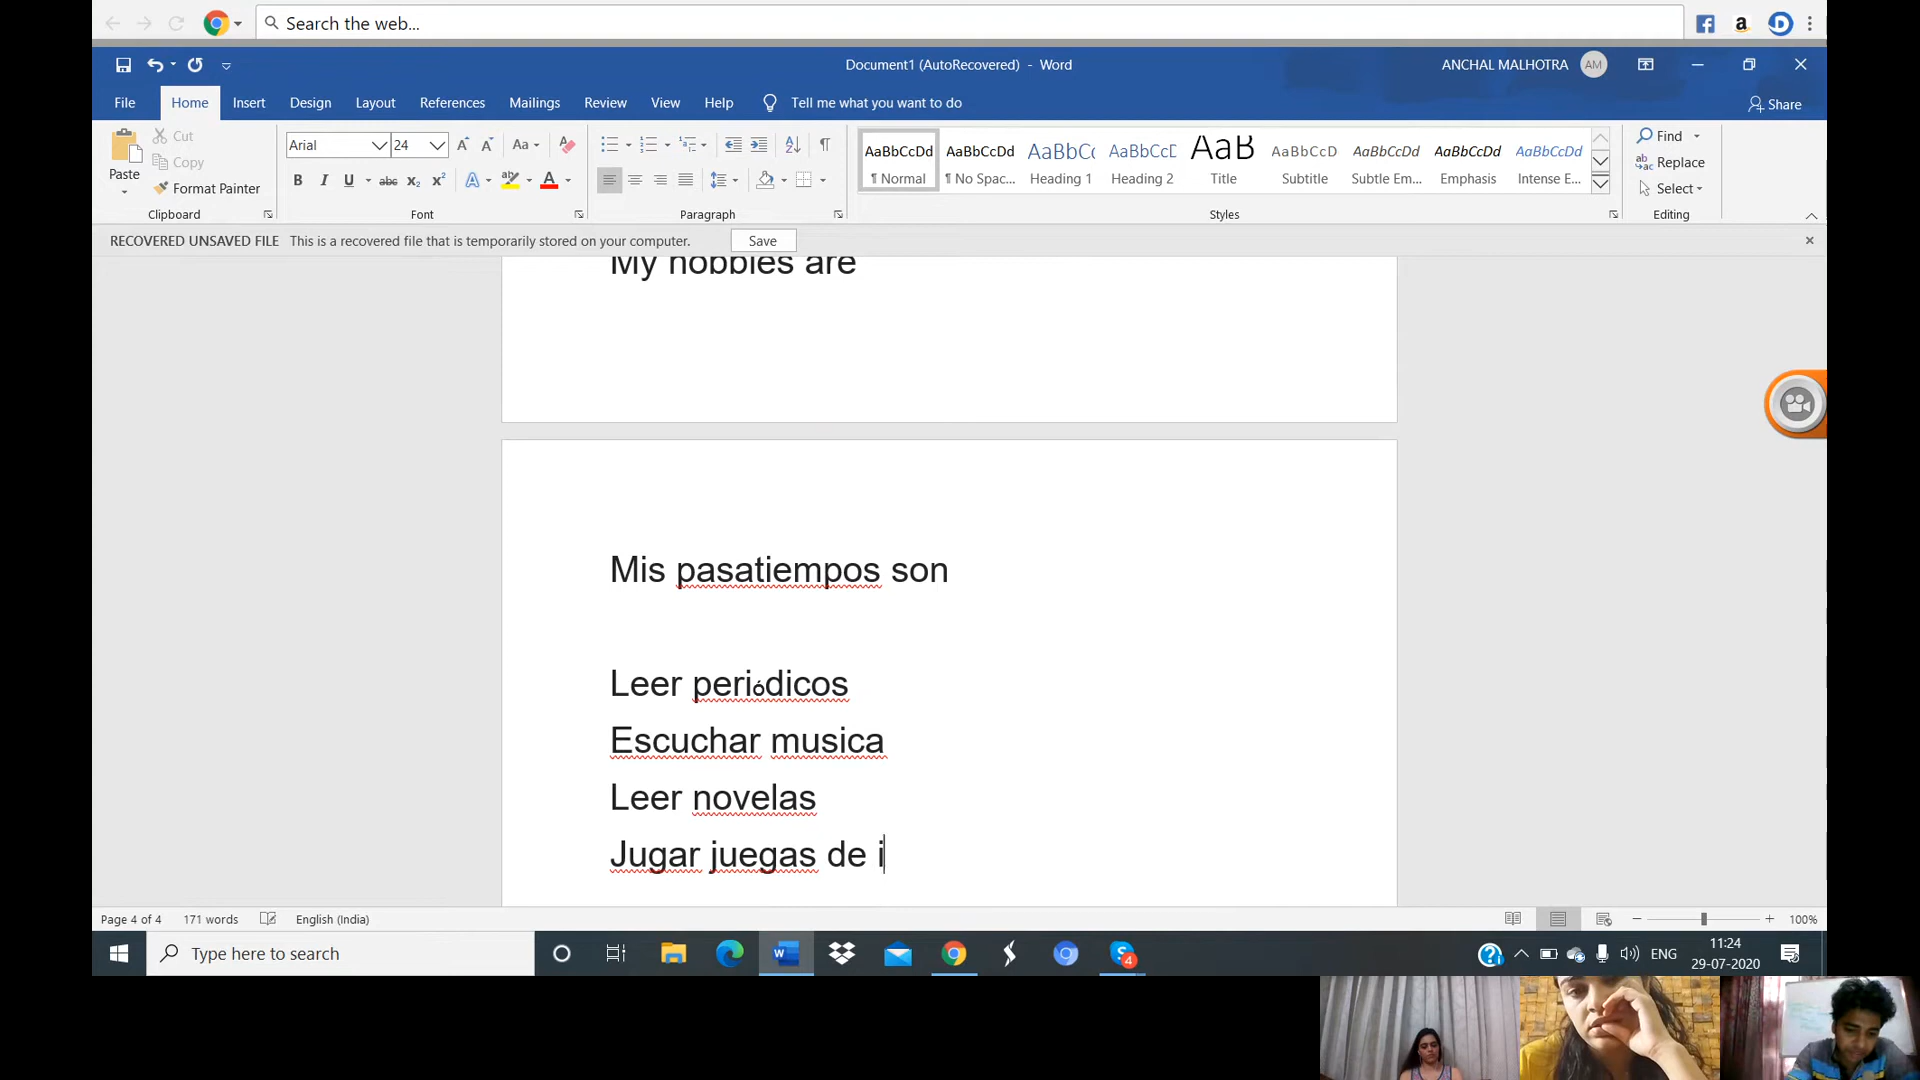 Search the web...
Document1 (AutoRecovered) - Word
ANCHAL MALHOTRA AM
File Home Insert Design Layout References Mailings Review View Help Tell me what you want to do
Share
Paste
Cut
Copy
Format Painter
Clipboard
Arial 24
Font
Paragraph
AaBbCcDd AaBbCcDd AaBbCc AaBbCcD AaB AaBbCcD AaBbCcDd AaBbCcDd AaBbCcDd
¶ Normal ¶ No Spac... Heading 1 Heading 2 Title Subtitle Subtle Em... Emphasis Intense E...
Styles
Find
Replace
Select
Editing
RECOVERED UNSAVED FILE This is a recovered file that is temporarily stored on your computer. Save
My hobbies are
Mis pasatiempos son
Leer periódicos
Escuchar musica
Leer novelas
Jugar juegas de i
Page 4 of 4 171 words English (India)
100%
Type here to search
4
ENG
11:24
29-07-2020